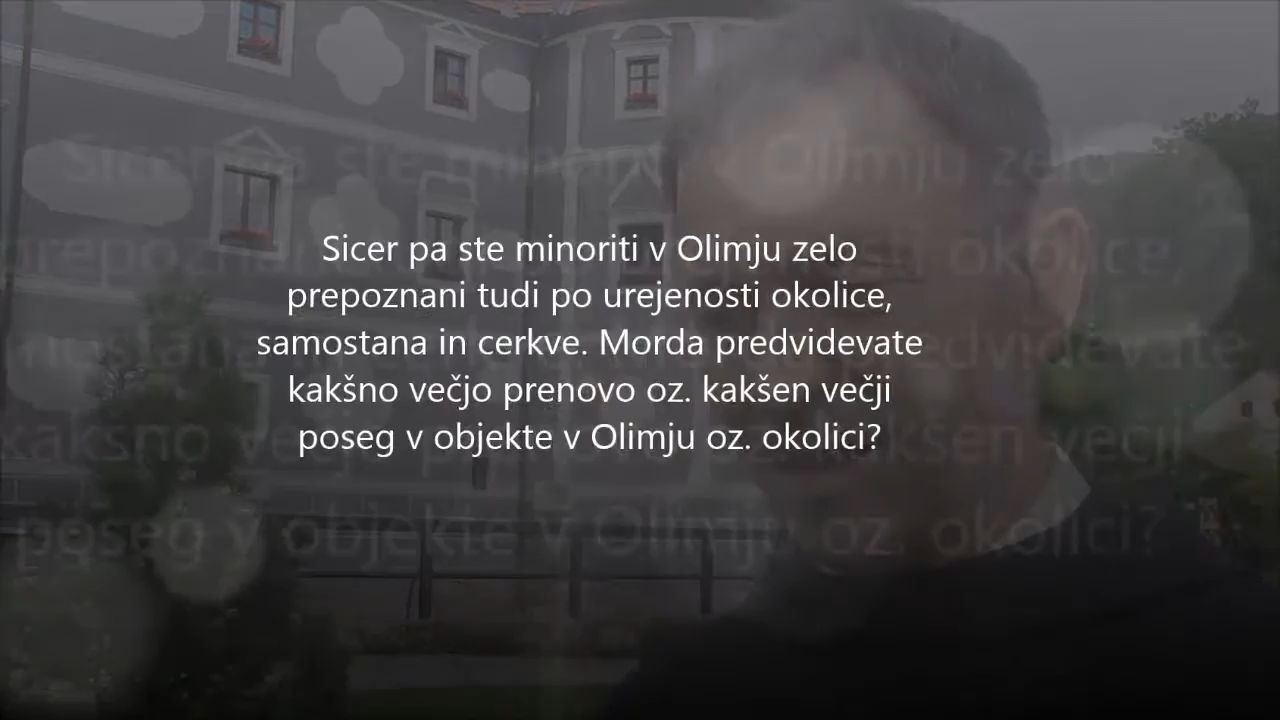 Sicer pa ste minoriti v Olimju zelo
prepoznani tudi po urejenosti okolice,
samostana in cerkve. Morda predvidevate
kakšno večjo prenovo oz. kakšen večji
poseg v objekte v Olimju oz. okolici?